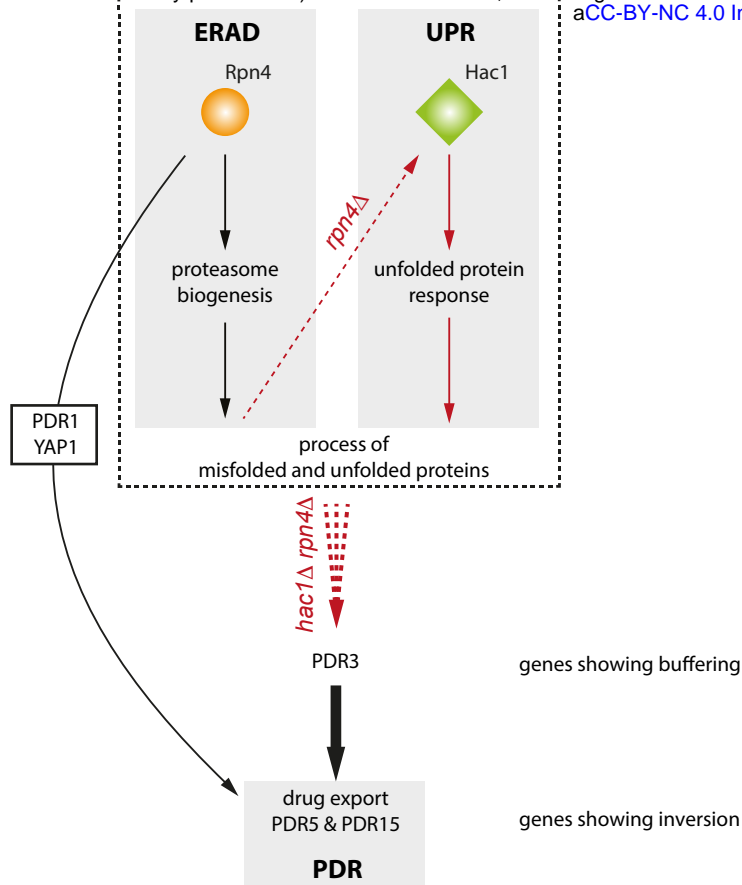 aCC-BY-NC 4.0 In
ERAD
UPR
Rpn4
Hac1
rpn4Δ
proteasome
biogenesis
unfolded protein
response
PDR1
YAP1
process of
misfolded and unfolded proteins
hac1Δ rpn4Δ
PDR3
genes showing buffering
drug export
PDR5 & PDR15
genes showing inversion
PDR